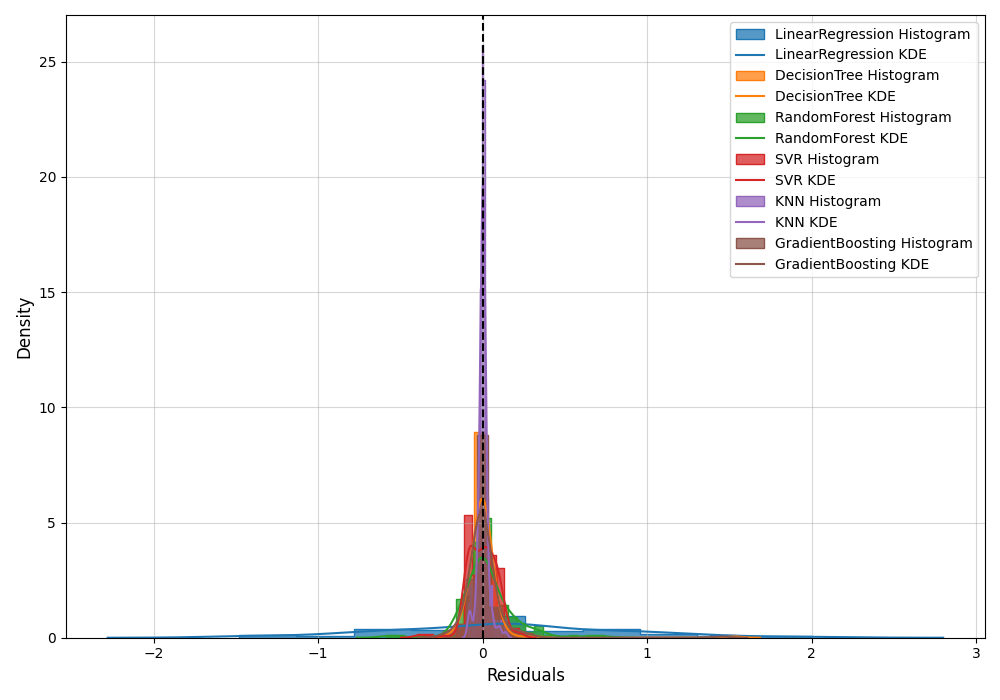 LinearRegression Histogram
LinearRegression KDE
DecisionTree Histogram
DecisionTree KDE
RandomForest Histogram
RandomForest KDE
SVR Histogram
SVR KDE
KNN Histogram
KNN KDE
GradientBoosting Histogram
GradientBoosting KDE
Density
25
20
15
10
5
0
−2
−1
0
1
2
3
Residuals